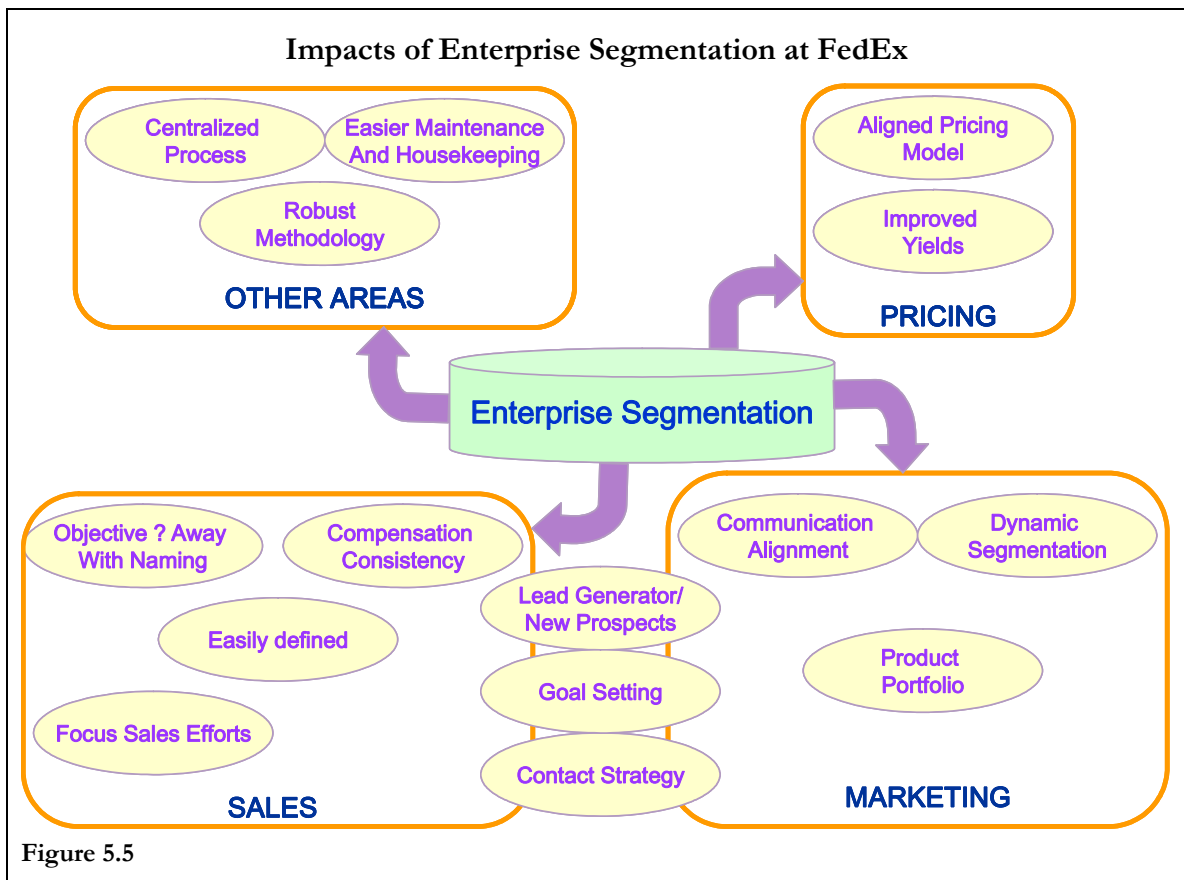 Impacts of Enterprise Segmentation at FedEx
Centralized
Process
Easier Maintenance
And Housekeeping
Robust
Methodology
OTHER AREAS
Aligned Pricing
Model
Improved
Yields
PRICING
Enterprise Segmentation
Objective ? Away
With Naming
Compensation
Consistency
Easily defined
Focus Sales Efforts
SALES
Lead Generator/
New Prospects
Goal Setting
Contact Strategy
Communication
Alignment
Dynamic
Segmentation
Product
Portfolio
MARKETING
Figure 5.5